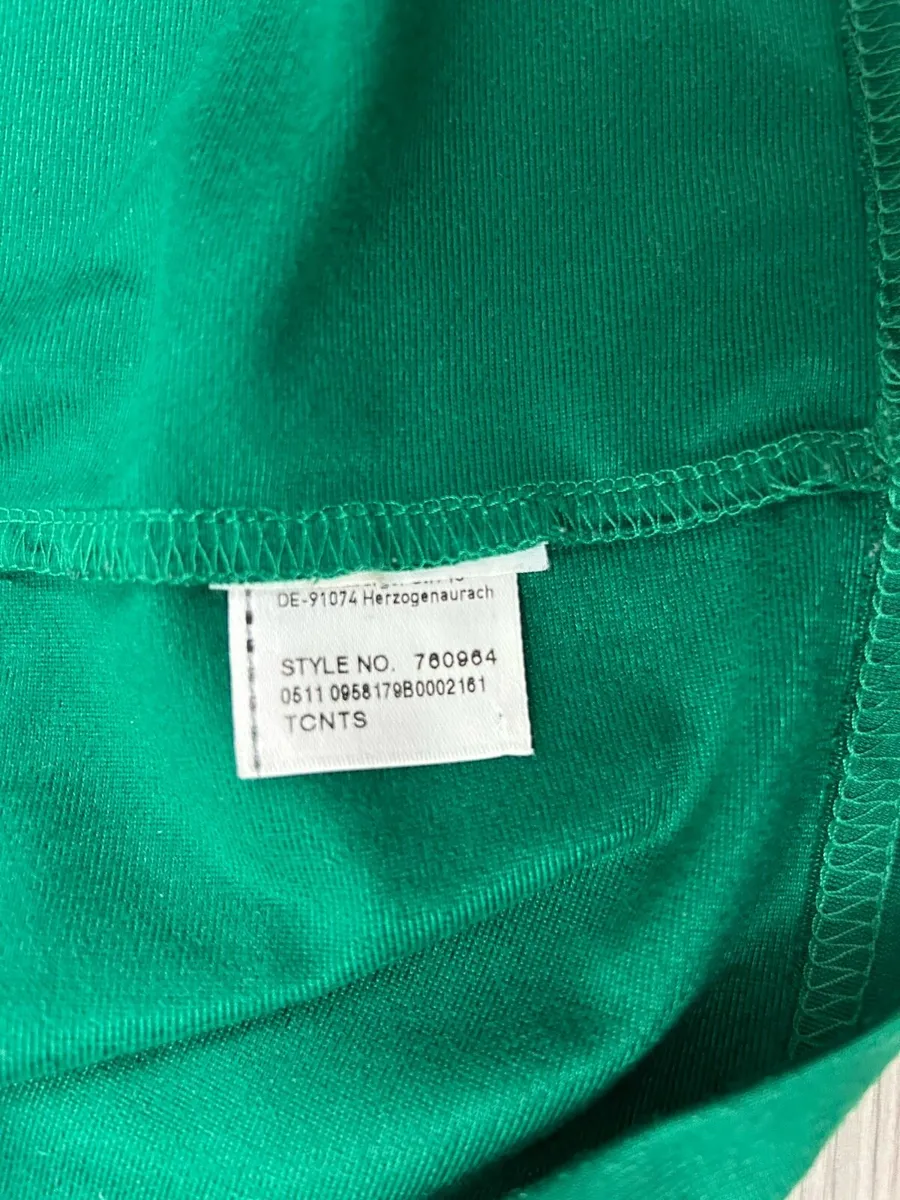 DE-91074 Herzogenaurach
STYLE NO. 760964
0511 0958179B0002161
TCNTS